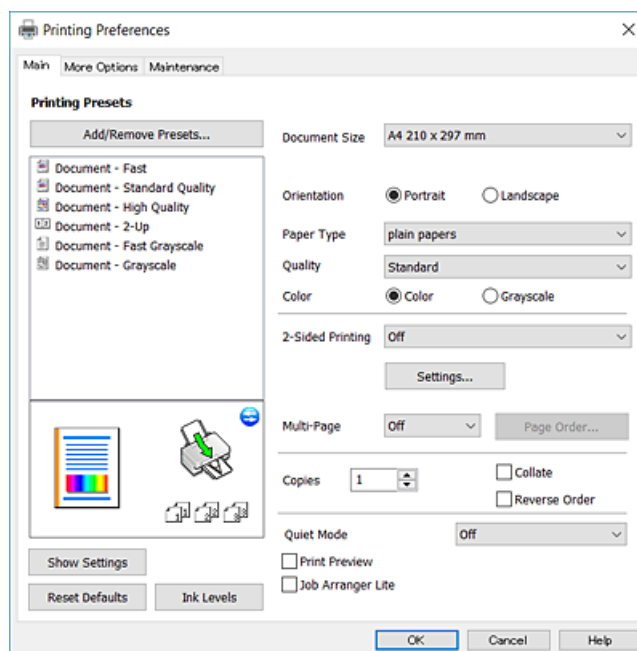 Printing Preferences
Main More Options Maintenance
Printing Presets
Add/Remove Presets...
Document - Fast
Document - Standard Quality
Document - High Quality
Document - 2-Up
Document - Fast Grayscale
Document - Grayscale
Show Settings
Reset Defaults Ink Levels
Document Size A4 210 x 297 mm
Orientation Portrait Landscape
Paper Type plain papers
Quality Standard
Color Color Grayscale
2-Sided Printing Off
Settings...
Multi-Page Off Page Order...
Copies 1 Collate
Reverse Order
Quiet Mode Off
Print Preview
Job Arranger Lite
OK Cancel Help